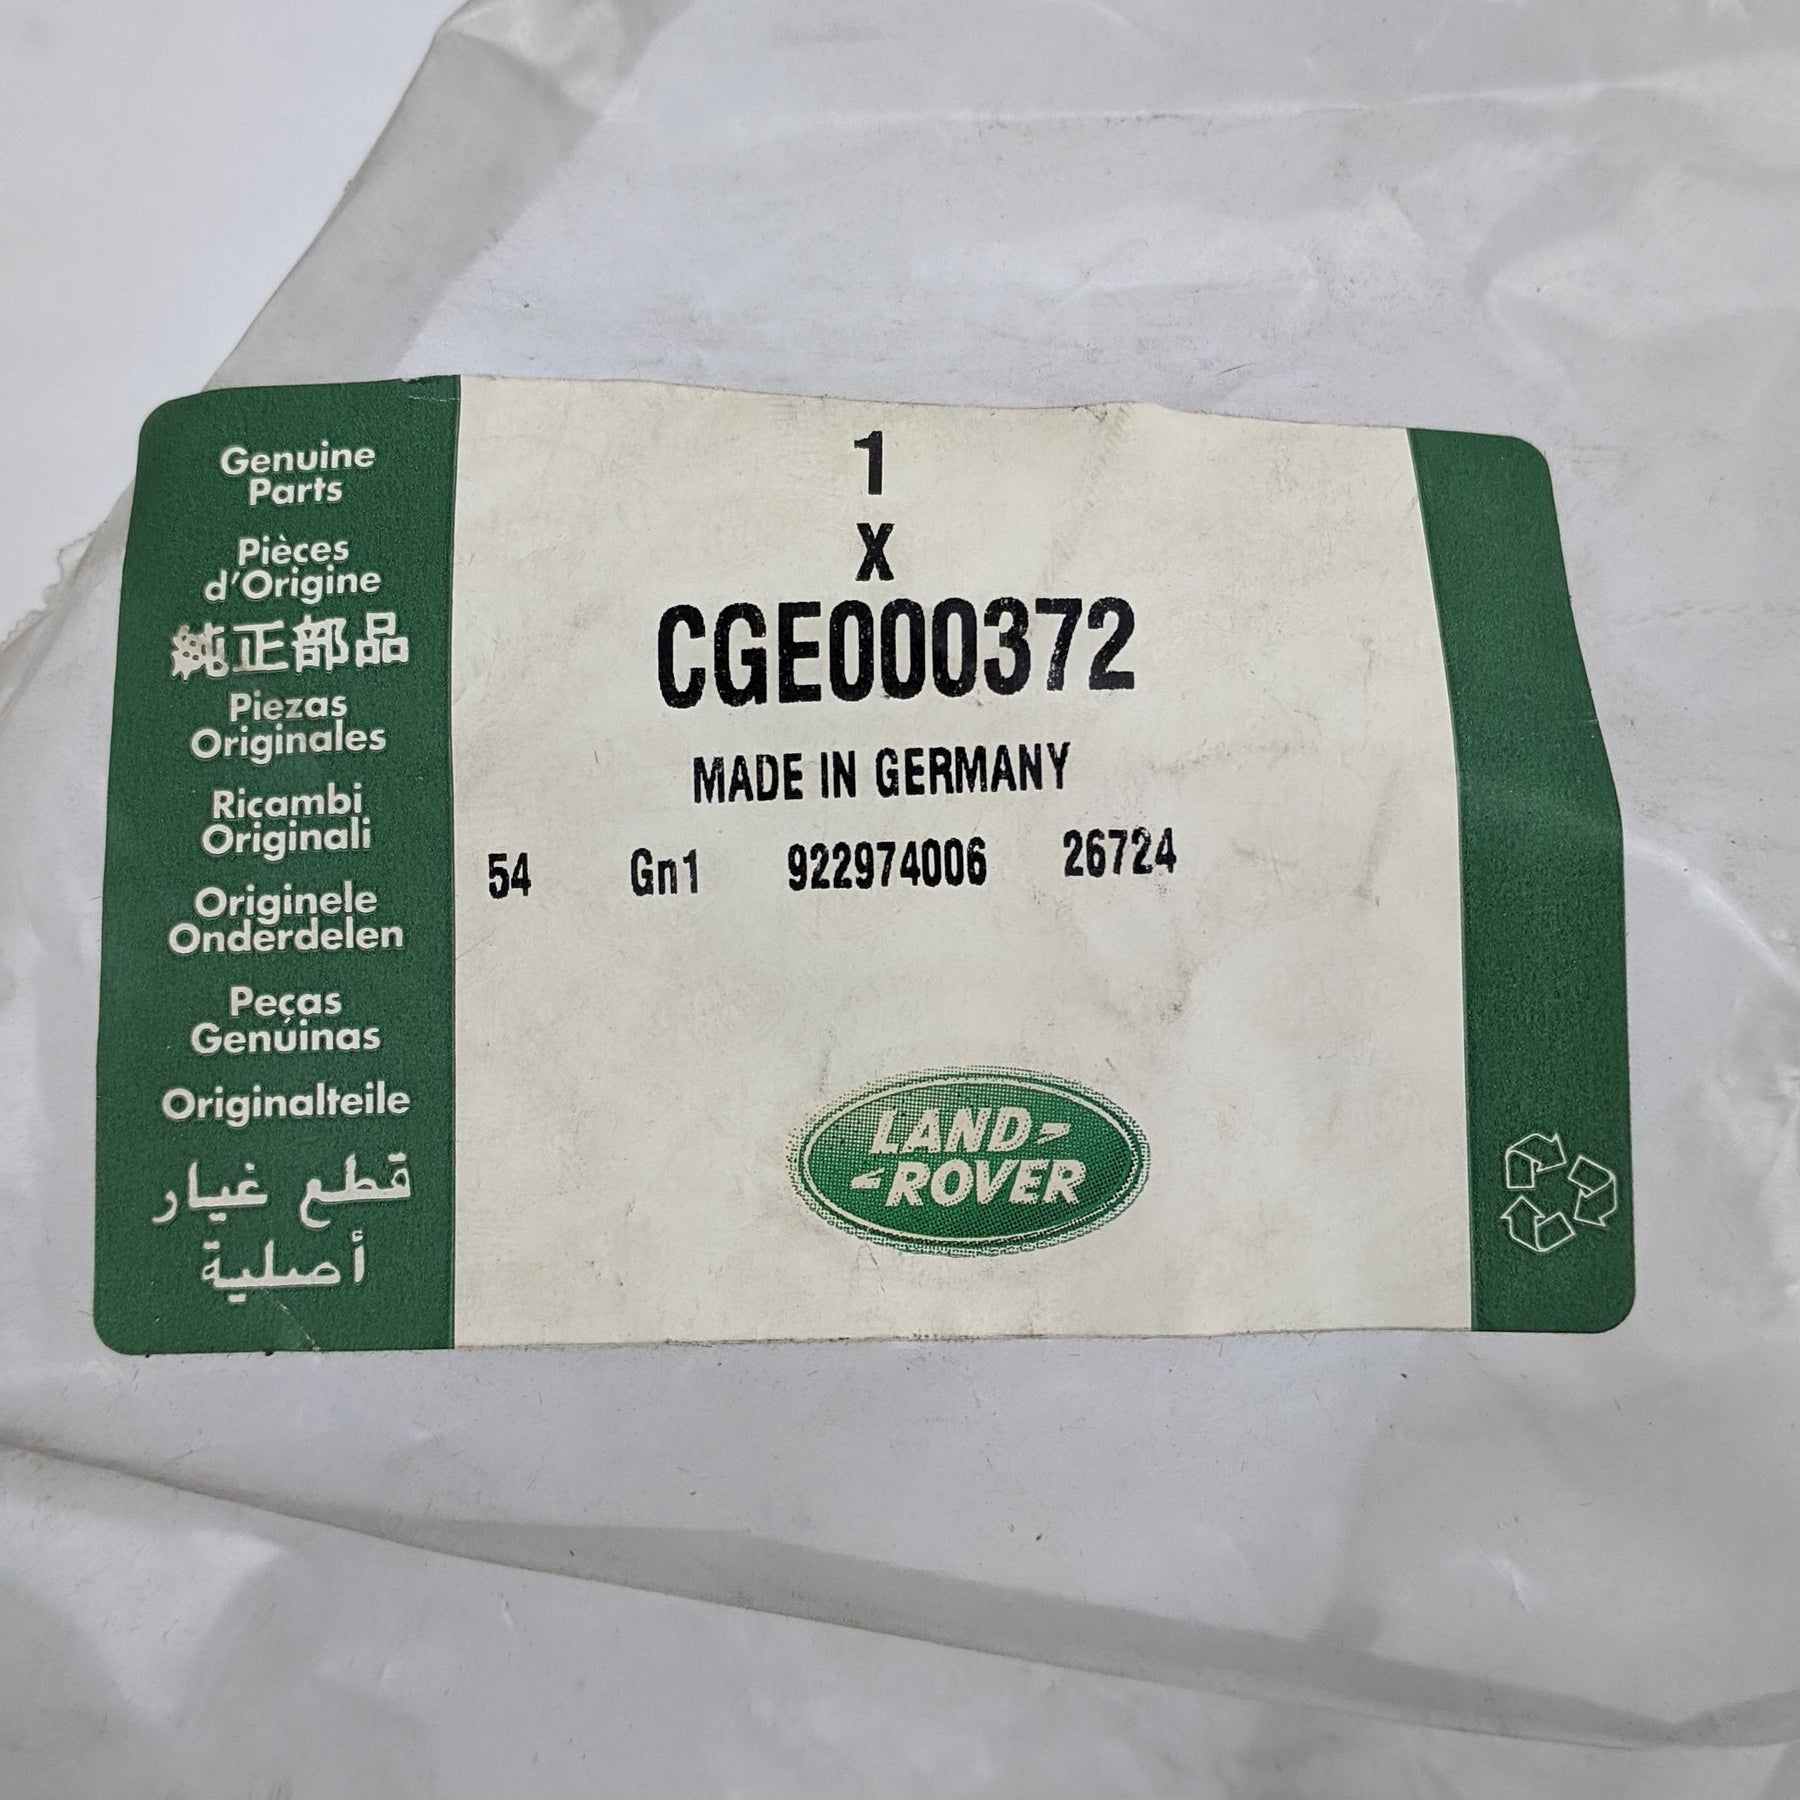 Genuine
Parts
Pièces
d'Origine
純正部品
Piezas
Originales
Ricambi
Originali
Originele
Onderdelen
Peças
Genúinas
Originalteile
قطع غيار
أصلية
1
X
CGE000372
MADE IN GERMANY
54 Gn1 922974006 26724
LAND-
-ROVER